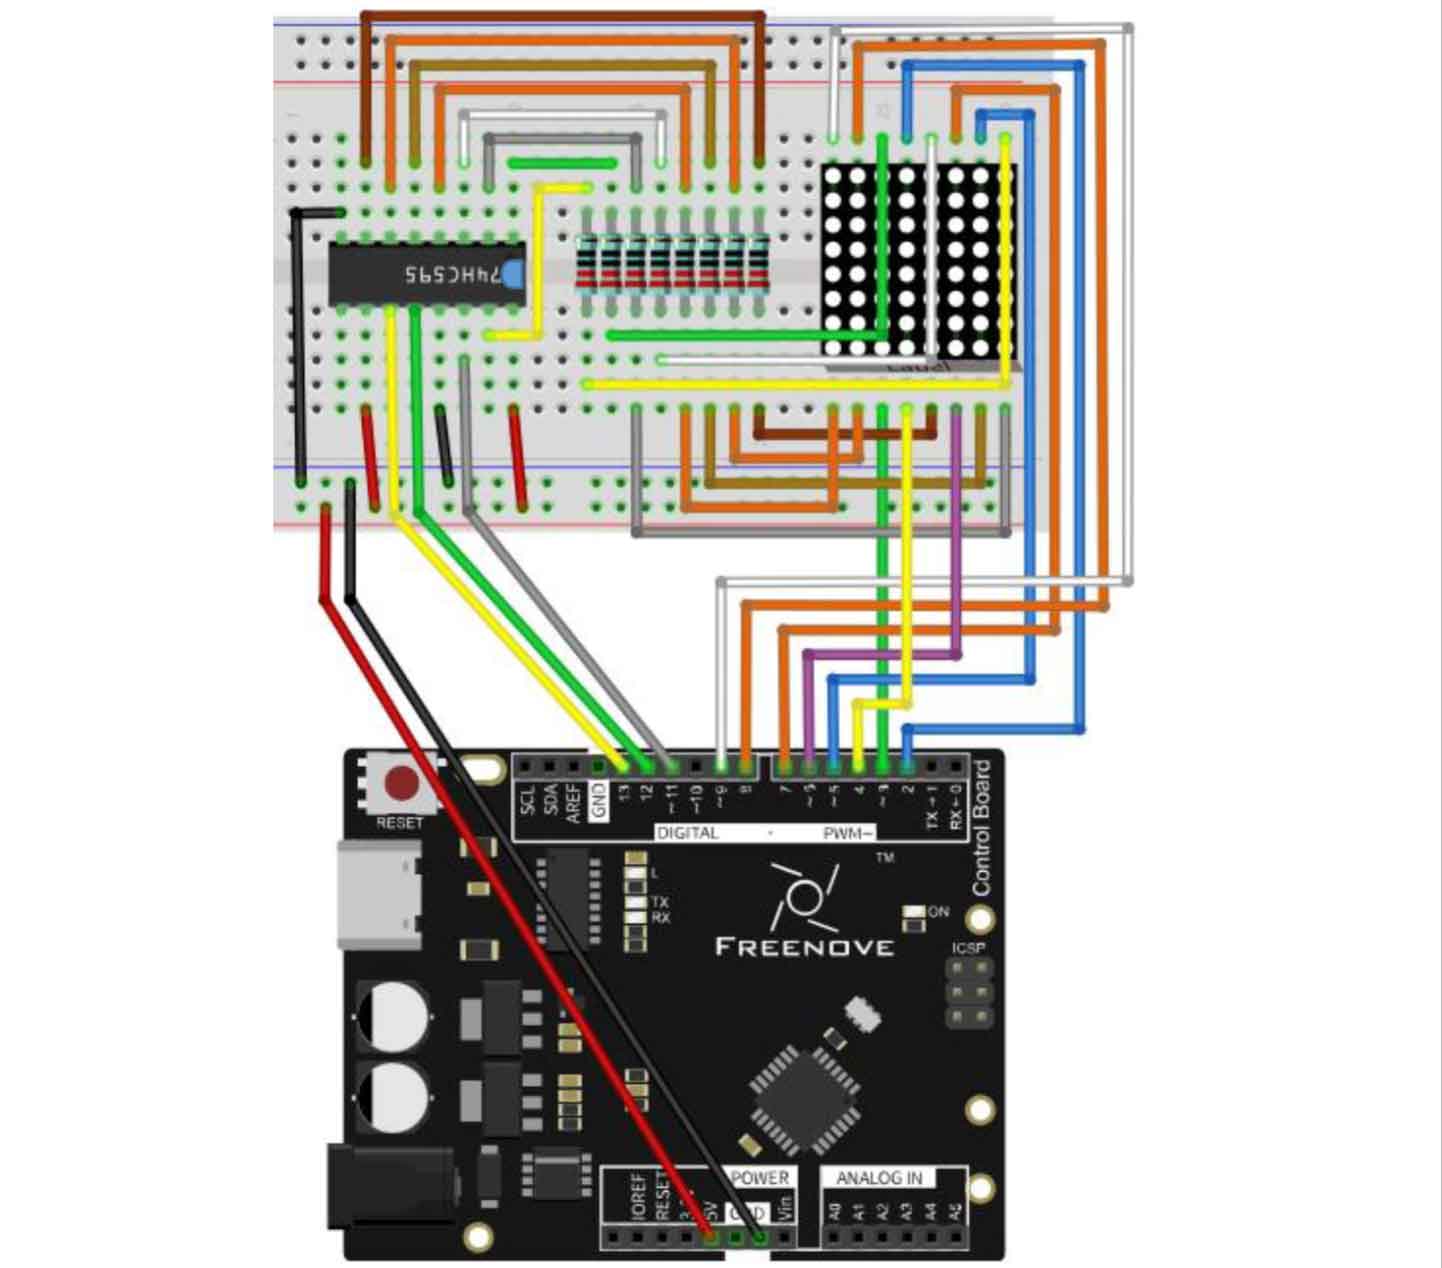 74HC595
Label
RESET
SCL
SDA
AREF
GND
13
12
~11
~10
~9
8
7
~6
~5
4
~3
2
TX→1
RX←0
DIGITAL
PWM~
Control Board
TM
L
TX
RX
ON
FREENOVE
ICSP
POWER
ANALOG IN
IOREF
RESET
5V
GND
Vin
A0
A1
A2
A3
A4
A5